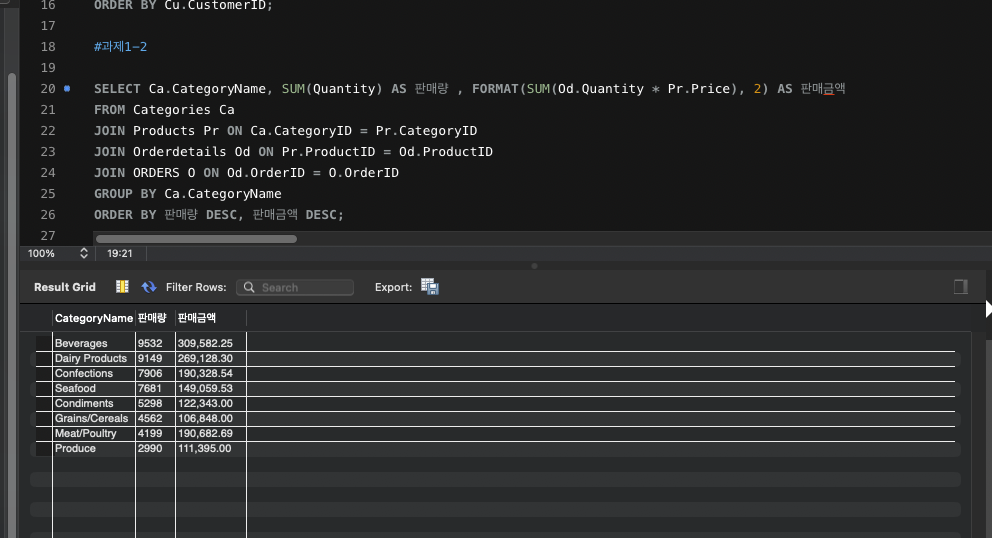 16 ORDER BY Cu.CustomerID;
17
18 #과제1-2
19
20 SELECT Ca.CategoryName, SUM(Quantity) AS 판매량 , FORMAT(SUM(Od.Quantity * Pr.Price), 2) AS 판매금액
21 FROM Categories Ca
22 JOIN Products Pr ON Ca.CategoryID = Pr.CategoryID
23 JOIN Orderdetails Od ON Pr.ProductID = Od.ProductID
24 JOIN ORDERS O ON Od.OrderID = O.OrderID
25 GROUP BY Ca.CategoryName
26 ORDER BY 판매량 DESC, 판매금액 DESC;
27
100% 19:21
Result Grid Filter Rows: Search Export:
CategoryName 판매량 판매금액
Beverages 9532 309,582.25
Dairy Products 9149 269,128.30
Confections 7906 190,328.54
Seafood 7681 149,059.53
Condiments 5298 122,343.00
Grains/Cereals 4562 106,848.00
Meat/Poultry 4199 190,682.69
Produce 2990 111,395.00